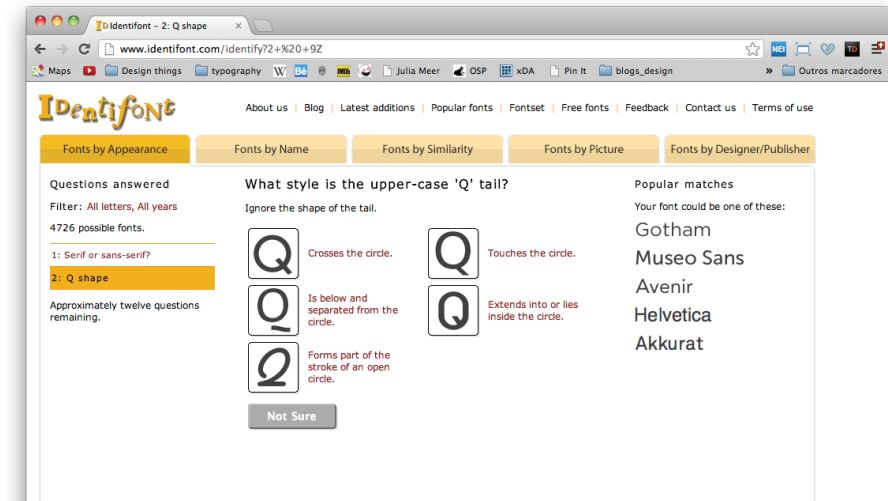 IDIdentifont – 2: Q shape
www.identifont.com/identify?2+%20+9Z
NEI
TD
Maps
Design things
typography
W
Bē
IMDb
Julia Meer
OSP
xDA
Pin It
blogs_design
»
Outros marcadores
IDentifont
About us | Blog | Latest additions | Popular fonts | Fontset | Free fonts | Feedback | Contact us | Terms of use
Fonts by Appearance
Fonts by Name
Fonts by Similarity
Fonts by Picture
Fonts by Designer/Publisher
Questions answered
Filter: All letters, All years
4726 possible fonts.
1: Serif or sans-serif?
2: Q shape
Approximately twelve questions
remaining.
What style is the upper-case 'Q' tail?
Ignore the shape of the tail.
Q
Crosses the circle.
Q
Touches the circle.
Q
Is below and
separated from the
circle.
Q
Extends into or lies
inside the circle.
Q
Forms part of the
stroke of an open
circle.
Not Sure
Popular matches
Your font could be one of these:
Gotham
Museo Sans
Avenir
Helvetica
Akkurat